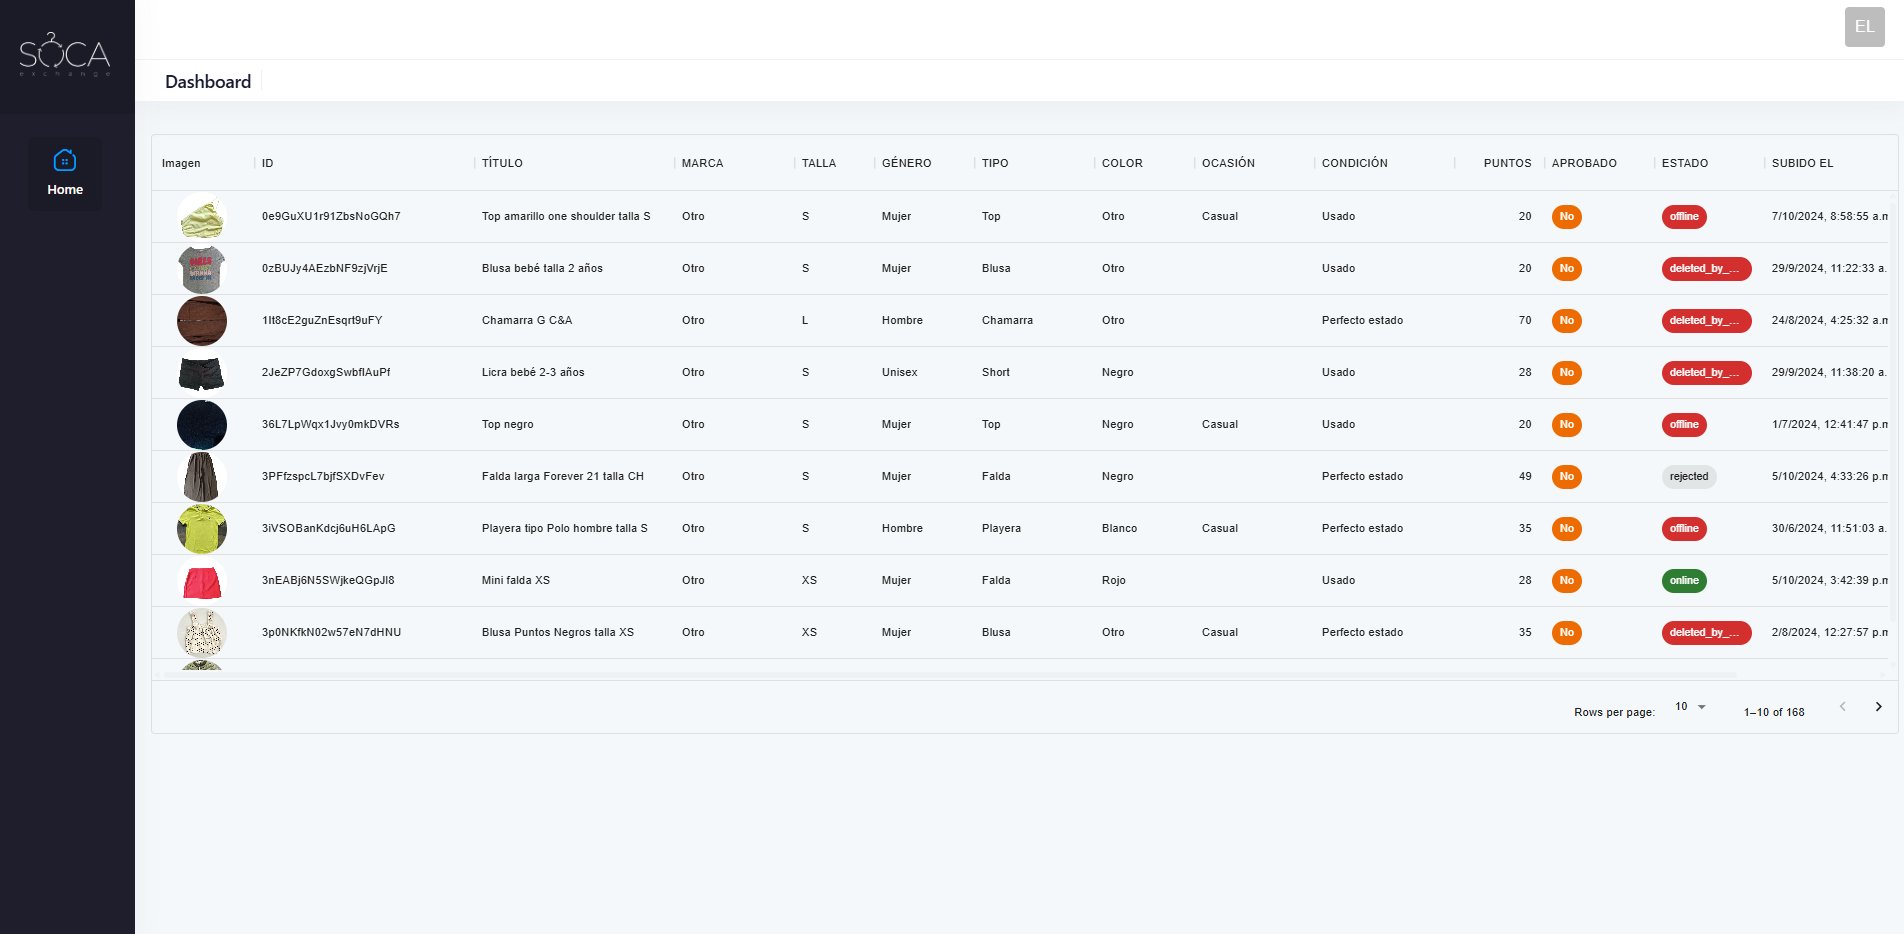 SOCA
exchange
EL
Dashboard
Home
Imagen ID TÍTULO MARCA TALLA GÉNERO TIPO COLOR OCASIÓN CONDICIÓN PUNTOS APROBADO ESTADO SUBIDO EL
0e9GuXU1r91ZbsNoGQh7 Top amarillo one shoulder talla S Otro S Mujer Top Otro Casual Usado 20 No offline 7/10/2024, 8:58:55 a.m
0zBUJy4AEzbNF9zjVrjE Blusa bebé talla 2 años Otro S Mujer Blusa Otro Usado 20 No deleted_by_... 29/9/2024, 11:22:33 a.
1It8cE2guZnEsqrt9uFY Chamarra G C&A Otro L Hombre Chamarra Otro Perfecto estado 70 No deleted_by_... 24/8/2024, 4:25:32 a.m
2JeZP7GdoxgSwbflAuPf Licra bebé 2-3 años Otro S Unisex Short Negro Usado 28 No deleted_by_... 29/9/2024, 11:38:20 a.
36L7LpWqx1Jvy0mkDVRs Top negro Otro S Mujer Top Negro Casual Usado 20 No offline 1/7/2024, 12:41:47 p.m
3PFfzspcL7bjfSXDvFev Falda larga Forever 21 talla CH Otro S Mujer Falda Negro Perfecto estado 49 No rejected 5/10/2024, 4:33:26 p.m
3iVSOBanKdcj6uH6LApG Playera tipo Polo hombre talla S Otro S Hombre Playera Blanco Casual Perfecto estado 35 No offline 30/6/2024, 11:51:03 a.
3nEABj6N5SWjkeQGpJI8 Mini falda XS Otro XS Mujer Falda Rojo Usado 28 No online 5/10/2024, 3:42:39 p.m
3p0NKfkN02w57eN7dHNU Blusa Puntos Negros talla XS Otro XS Mujer Blusa Otro Casual Perfecto estado 35 No deleted_by_... 2/8/2024, 12:27:57 p.m
Rows per page: 10 1–10 of 168